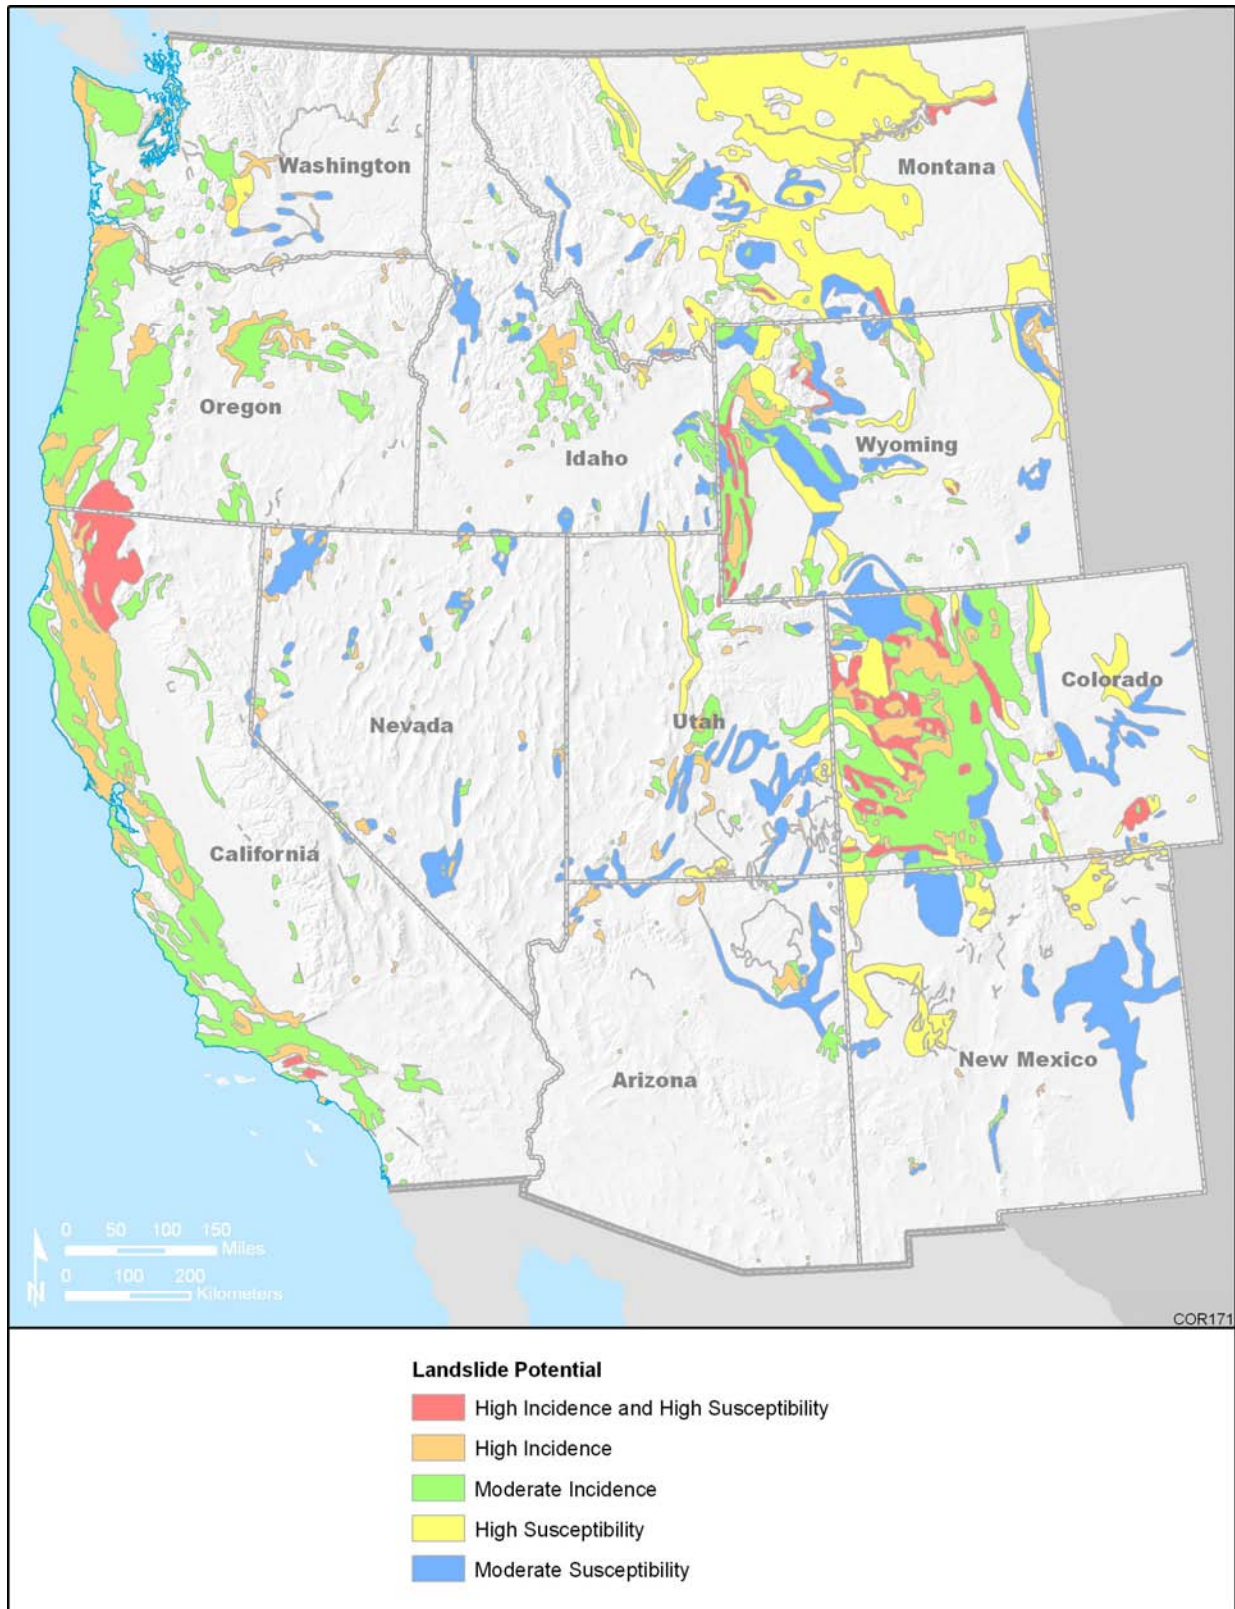 Washington
Montana
Oregon
Idaho
Wyoming
Colorado
Nevada
Utah
California
New Mexico
Arizona
0 50 100 150
Miles
0 100 200
Kilometers
N
COR171
Landslide Potential
High Incidence and High Susceptibility
High Incidence
Moderate Incidence
High Susceptibility
Moderate Susceptibility